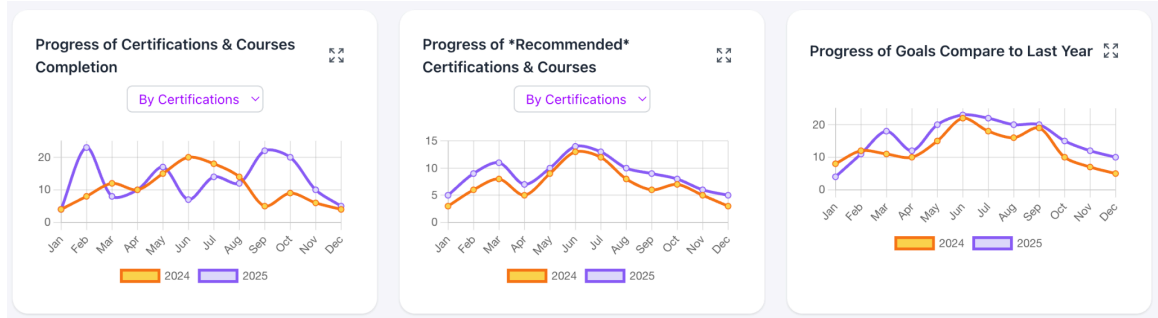 Progress of Certifications & Courses
Completion
By Certifications
20
10
0
Jan Feb Mar Apr May Jun Jul Aug Sep Oct Nov Dec
2024 2025
Progress of *Recommended*
Certifications & Courses
By Certifications
15
10
5
0
Jan Feb Mar Apr May Jun Jul Aug Sep Oct Nov Dec
2024 2025
Progress of Goals Compare to Last Year
20
10
0
Jan Feb Mar Apr May Jun Jul Aug Sep Oct Nov Dec
2024 2025